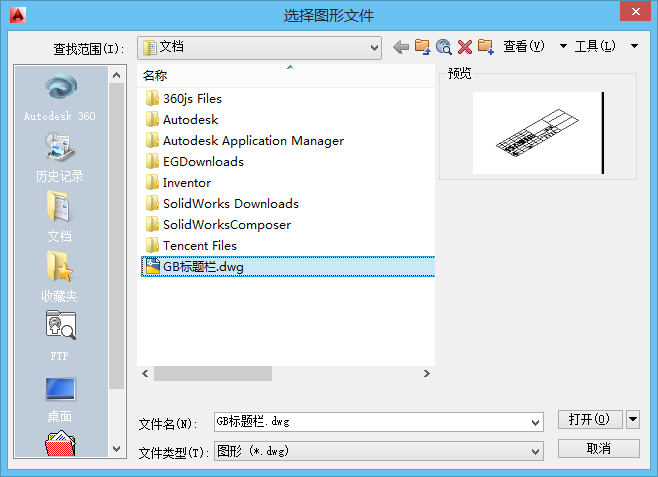 选择图形文件
查找范围(I):
文档
查看(V)
工具(L)
Autodesk 360
历史记录
文档
收藏夹
FTP
桌面
名称
360js Files
Autodesk
Autodesk Application Manager
EGDownloads
Inventor
SolidWorks Downloads
SolidWorksComposer
Tencent Files
GB标题栏.dwg
预览
文件名(N):
GB标题栏.dwg
打开(O)
文件类型(T):
图形 (*.dwg)
取消